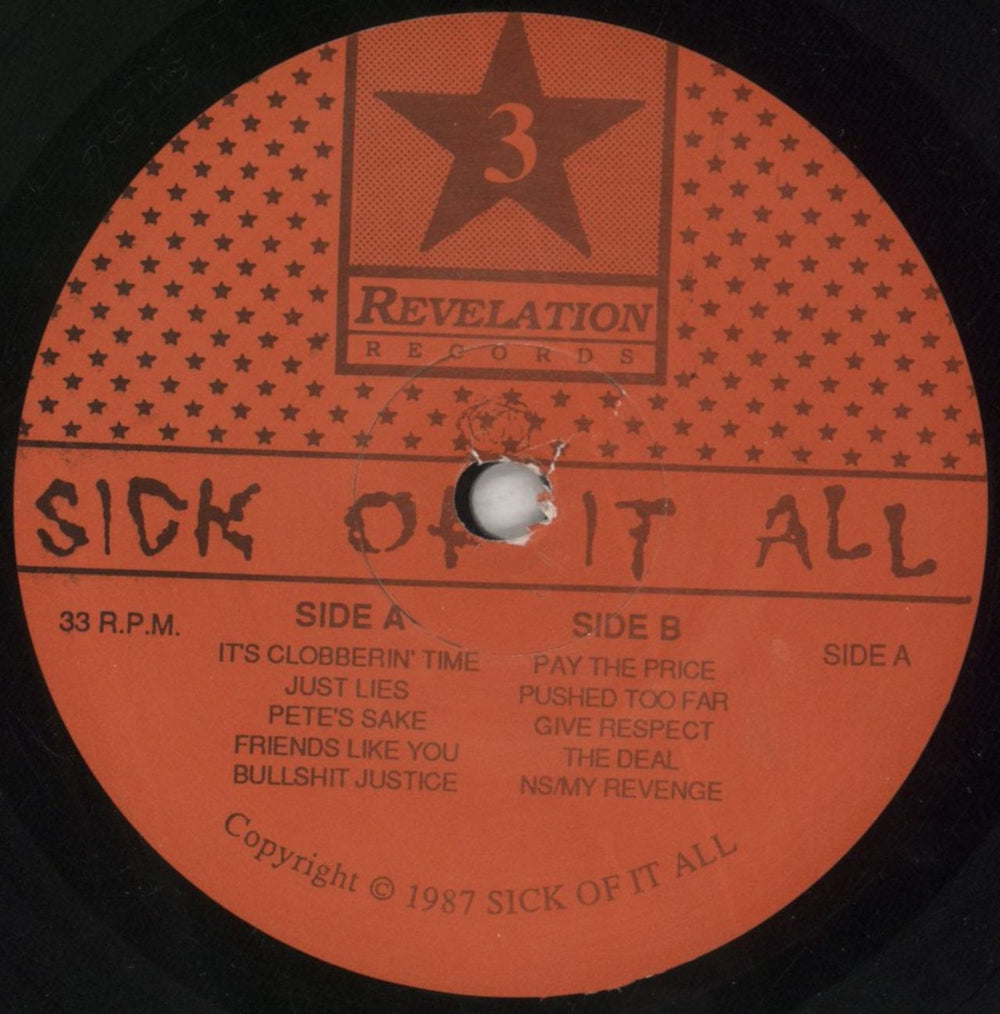 3
REVELATION
RECORDS
SICK OF IT ALL
33 R.P.M.
SIDE A
IT'S CLOBBERIN' TIME
JUST LIES
PETE'S SAKE
FRIENDS LIKE YOU
BULLSHIT JUSTICE
SIDE B
PAY THE PRICE
PUSHED TOO FAR
GIVE RESPECT
THE DEAL
NS/MY REVENGE
SIDE A
Copyright © 1987 SICK OF IT ALL